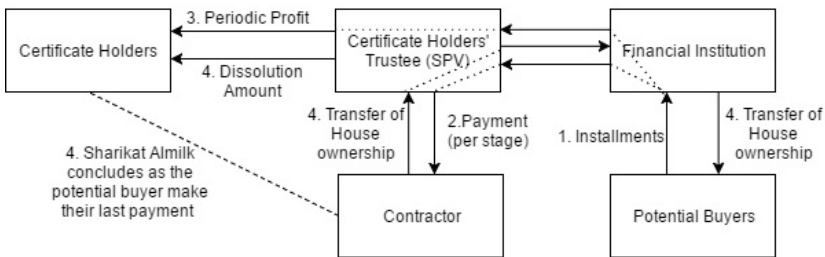 3. Periodic Profit
Certificate Holders
Certificate Holders'
Trustee (SPV)
Financial Institution
4. Dissolution
Amount
4. Transfer of
House
ownership
2.Payment
(per stage)
1. Installments
4. Transfer of
House
ownership
4. Sharikat Almilk
concludes as the
potential buyer make
their last payment
Contractor
Potential Buyers